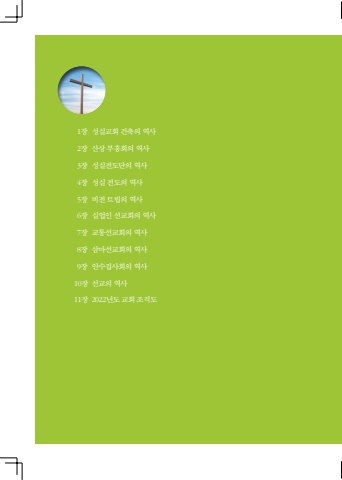 1장 성실교회 건축의 역사
2장 산상 부흥회의 역사
3장 성실전도단의 역사
4장 성실 전도의 역사
5장 비전 트립의 역사
6장 실업인 선교회의 역사
7장 교통선교회의 역사
8장 살바선교회의 역사
9장 안수집사회의 역사
10장 선교의 역사
11장 2022년도 교회 조직도